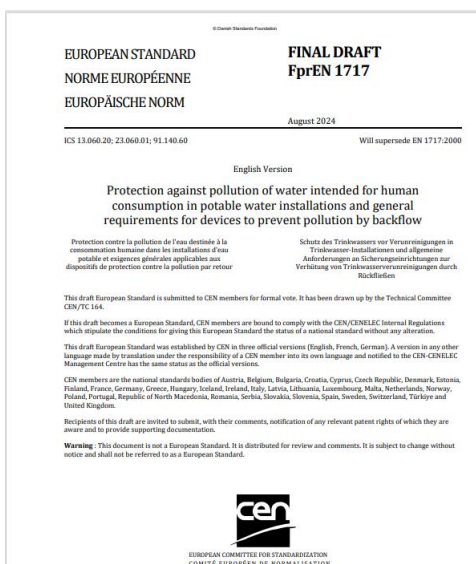 © Danish Standards Foundation
EUROPEAN STANDARD
NORME EUROPÉENNE
EUROPÄISCHE NORM
FINAL DRAFT
FprEN 1717
August 2024
ICS 13.060.20; 23.060.01; 91.140.60
Will supersede EN 1717:2000
English Version
Protection against pollution of water intended for human
consumption in potable water installations and general
requirements for devices to prevent pollution by backflow
Protection contre la pollution de l'eau destinée à la
consommation humaine dans les installations d'eau
potable et exigences générales applicables aux
dispositifs de protection contre la pollution par retour
Schutz des Trinkwassers vor Verunreinigungen in
Trinkwasser-Installationen und allgemeine
Anforderungen an Sicherungseinrichtungen zur
Verhütung von Trinkwasserverunreinigungen durch
Rückfließen
This draft European Standard is submitted to CEN members for formal vote. It has been drawn up by the Technical Committee
CEN/TC 164.
If this draft becomes a European Standard, CEN members are bound to comply with the CEN/CENELEC Internal Regulations
which stipulate the conditions for giving this European Standard the status of a national standard without any alteration.
This draft European Standard was established by CEN in three official versions (English, French, German). A version in any other
language made by translation under the responsibility of a CEN member into its own language and notified to the CEN-CENELEC
Management Centre has the same status as the official versions.
CEN members are the national standards bodies of Austria, Belgium, Bulgaria, Croatia, Cyprus, Czech Republic, Denmark, Estonia,
Finland, France, Germany, Greece, Hungary, Iceland, Ireland, Italy, Latvia, Lithuania, Luxembourg, Malta, Netherlands, Norway,
Poland, Portugal, Republic of North Macedonia, Romania, Serbia, Slovakia, Slovenia, Spain, Sweden, Switzerland, Türkiye and
United Kingdom.
Recipients of this draft are invited to submit, with their comments, notification of any relevant patent rights of which they are
aware and to provide supporting documentation.
Warning : This document is not a European Standard. It is distributed for review and comments. It is subject to change without
notice and shall not be referred to as a European Standard.
cen
EUROPEAN COMMITTEE FOR STANDARDIZATION
COMITÉ EUROPÉEN DE NORMALISATION